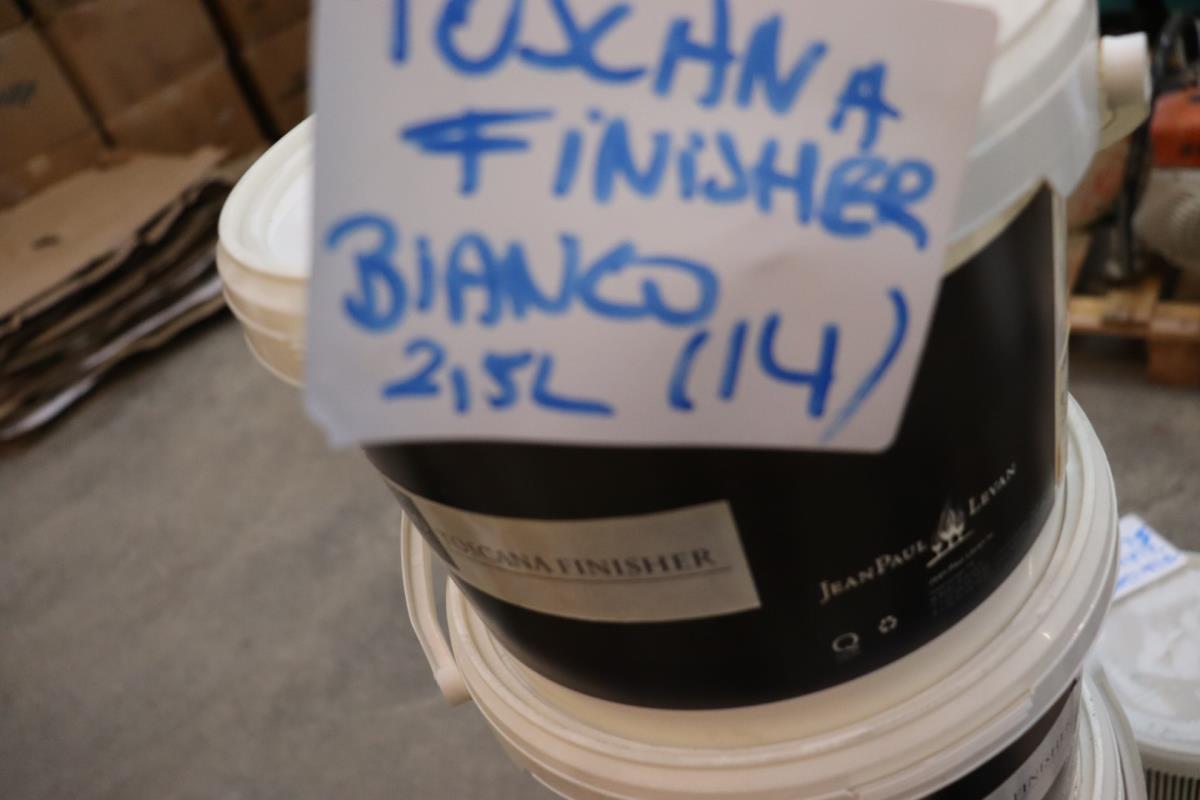 TOSCANA
FINISHER
BIANCO
2,5L (14)
TOSCANA FINISHER
JEAN PAUL LEVAN